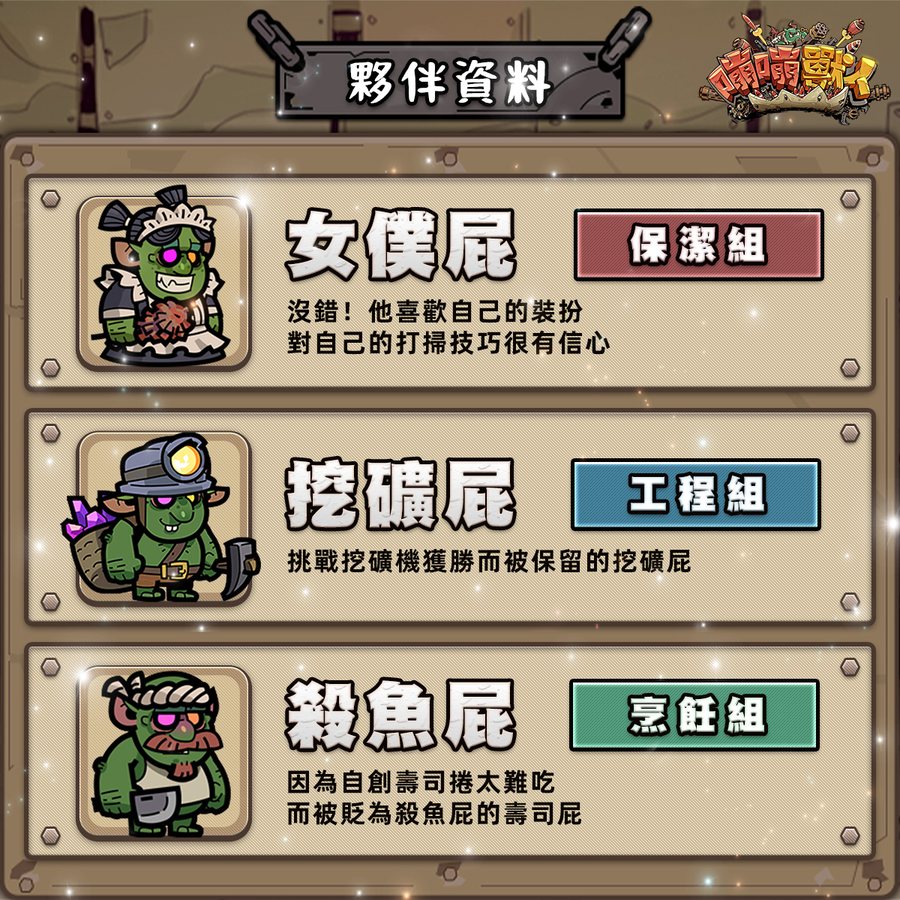 夥伴資料
嘣嘣獸人
女僕屁
保潔組
沒錯！他喜歡自己的裝扮
對自己的打掃技巧很有信心
挖礦屁
工程組
挑戰挖礦機獲勝而被保留的挖礦屁
殺魚屁
烹飪組
因為自創壽司捲太難吃
而被貶為殺魚屁的壽司屁